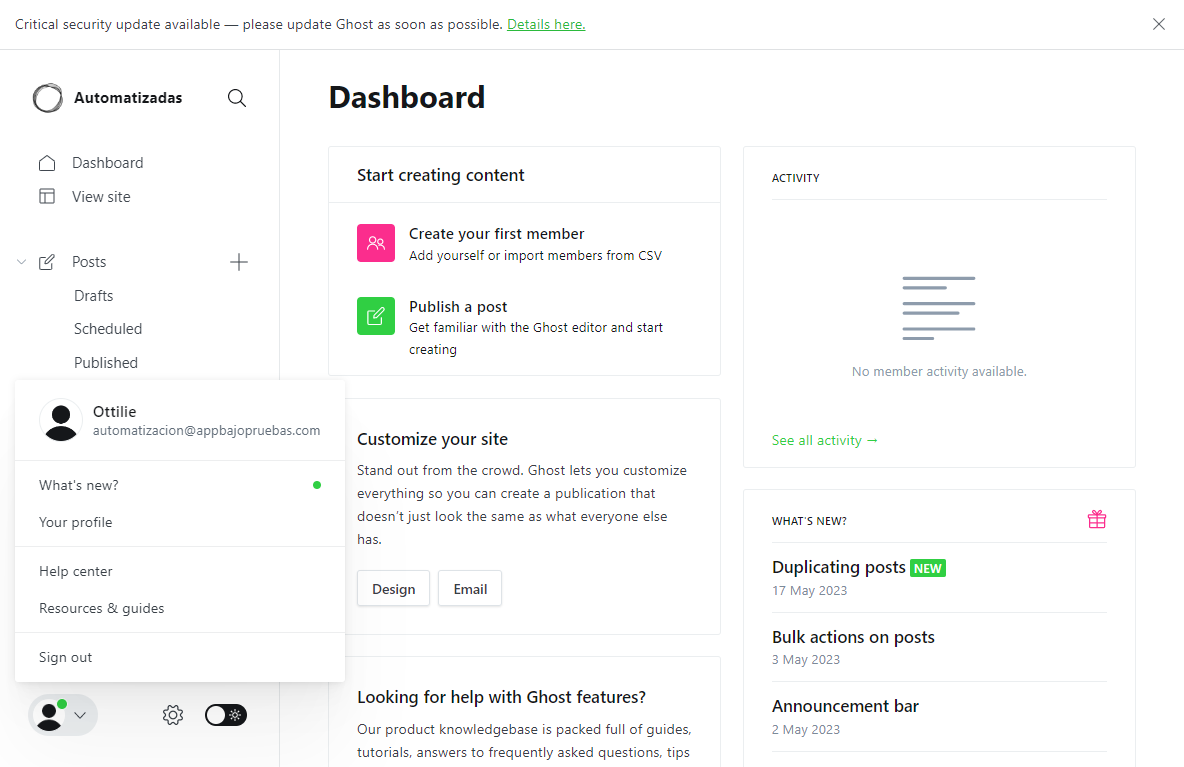 Critical security update available — please update Ghost as soon as possible. Details here.
Automatizadas
Dashboard
View site
Posts
Drafts
Scheduled
Published
Ottilie
automatizacion@appbajopruebas.com
What's new?
Your profile
Help center
Resources & guides
Sign out
Dashboard
Start creating content
Create your first member
Add yourself or import members from CSV
Publish a post
Get familiar with the Ghost editor and start
creating
Customize your site
Stand out from the crowd. Ghost lets you customize
everything so you can create a publication that
doesn't just look the same as what everyone else
has.
Design
Email
Looking for help with Ghost features?
Our product knowledgebase is packed full of guides,
tutorials, answers to frequently asked questions, tips
ACTIVITY
No member activity available.
See all activity →
WHAT'S NEW?
Duplicating posts NEW
17 May 2023
Bulk actions on posts
3 May 2023
Announcement bar
2 May 2023